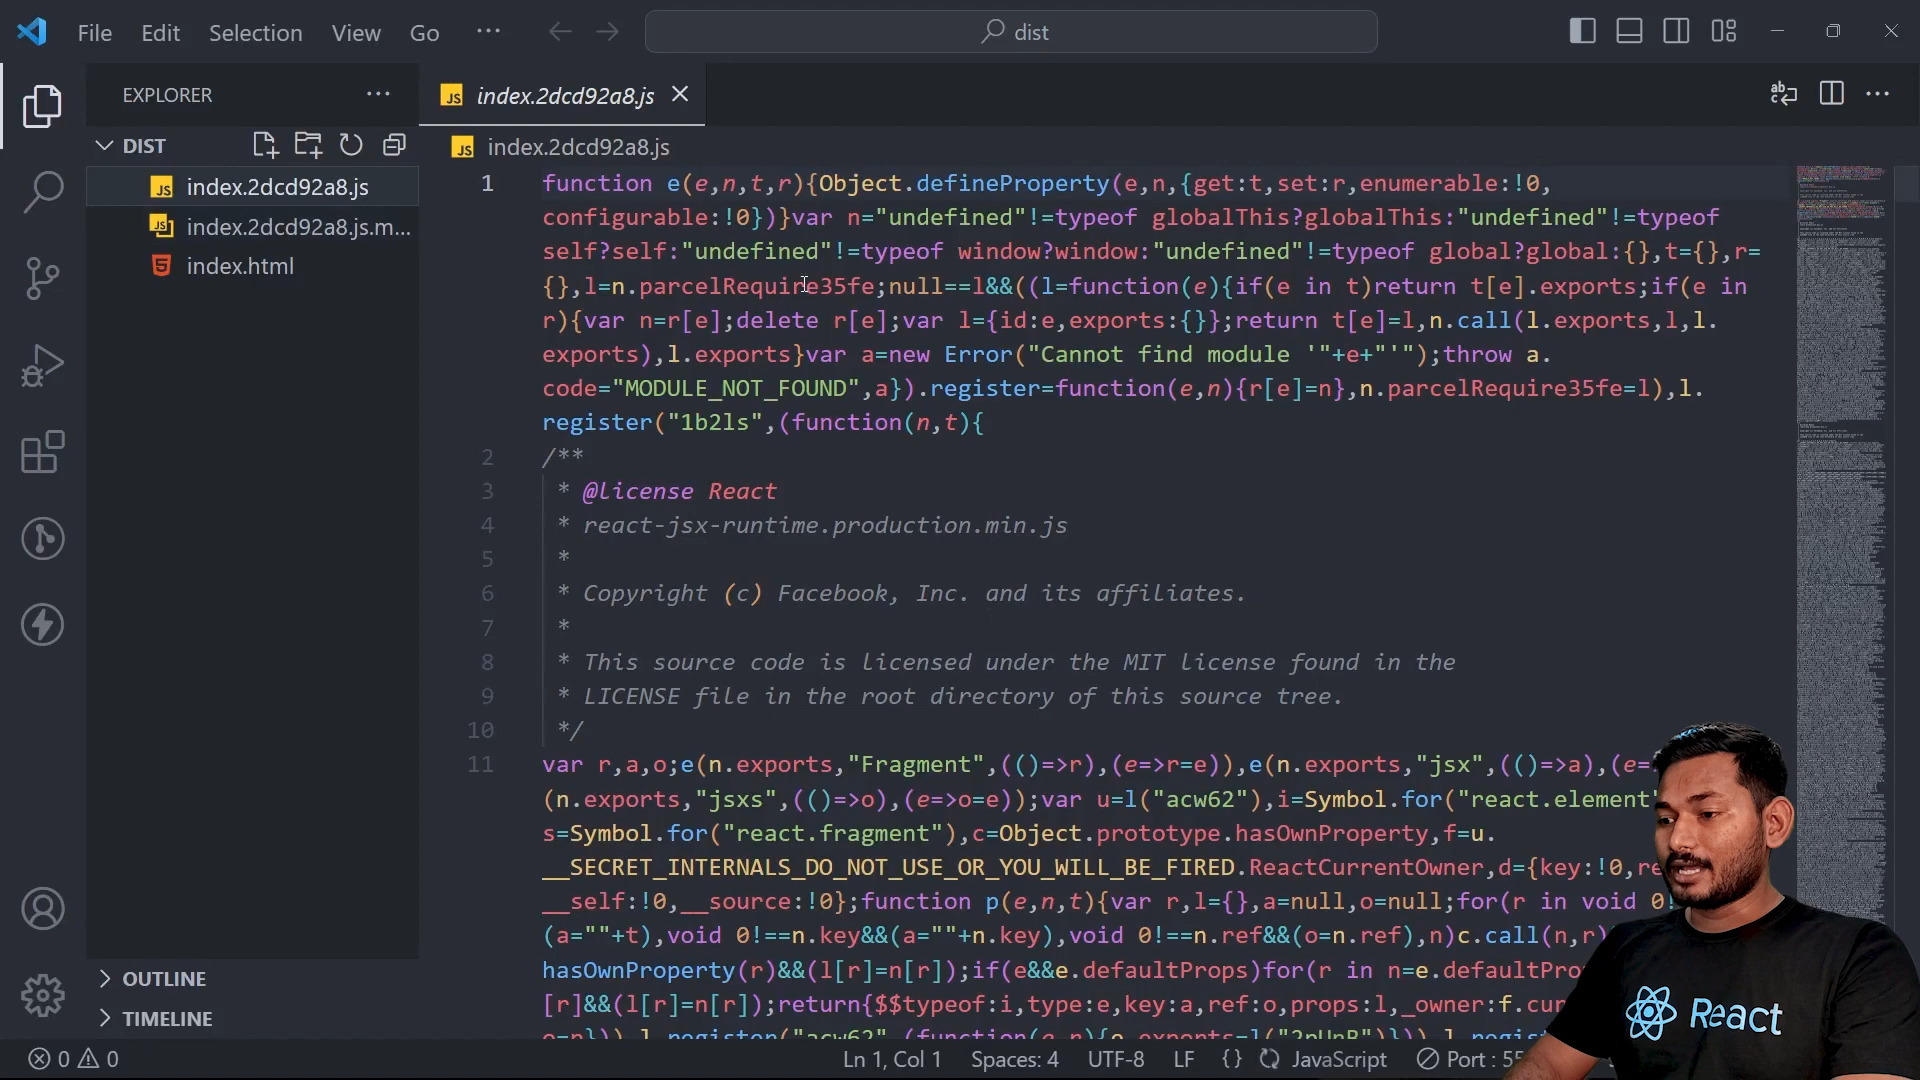 File Edit Selection View Go ...
dist
EXPLORER
DIST
index.2dcd92a8.js
index.2dcd92a8.js.m...
index.html
OUTLINE
TIMELINE
JS index.2dcd92a8.js
JS index.2dcd92a8.js
1 function e(e,n,t,r){Object.defineProperty(e,n,{get:t,set:r,enumerable:!0,
configurable:!0})}var n="undefined"!=typeof globalThis?globalThis:"undefined"!=typeof
self?self:"undefined"!=typeof window?window:"undefined"!=typeof global?global:{},t={},r=
{},l=n.parcelRequire35fe;null==l&&((l=function(e){if(e in t)return t[e].exports;if(e in
r){var n=r[e];delete r[e];var l={id:e,exports:{}};return t[e]=l,n.call(l.exports,l,l.
exports),l.exports}var a=new Error("Cannot find module '"+e+"'");throw a.
code="MODULE_NOT_FOUND",a}).register=function(e,n){r[e]=n},n.parcelRequire35fe=l),l.
register("1b2ls",(function(n,t){
2 /**
3 * @license React
4 * react-jsx-runtime.production.min.js
5 *
6 * Copyright (c) Facebook, Inc. and its affiliates.
7 *
8 * This source code is licensed under the MIT license found in the
9 * LICENSE file in the root directory of this source tree.
10 */
11 var r,a,o;e(n.exports,"Fragment",(()=>r),(e=>r=e)),e(n.exports,"jsx",(()=>a),(e=
(n.exports,"jsxs",(()=>o),(e=>o=e));var u=l("acw62"),i=Symbol.for("react.element"
s=Symbol.for("react.fragment"),c=Object.prototype.hasOwnProperty,f=u.
__SECRET_INTERNALS_DO_NOT_USE_OR_YOU_WILL_BE_FIRED.ReactCurrentOwner,d={key:!0,re
__self:!0,__source:!0};function p(e,n,t){var r,l={},a=null,o=null;for(r in void 0!
(a=""+t),void 0!==n.key&&(a=""+n.key),void 0!==n.ref&&(o=n.ref),n)c.call(n,r)
hasOwnProperty(r)&&(l[r]=n[r]);if(e&&e.defaultProps)for(r in n=e.defaultPro
[r]&&(l[r]=n[r]);return{$$typeof:i,type:e,key:a,ref:o,props:l,_owner:f.cur
React
0 0
Ln 1, Col 1 Spaces: 4 UTF-8 LF {} JavaScript Port : 55